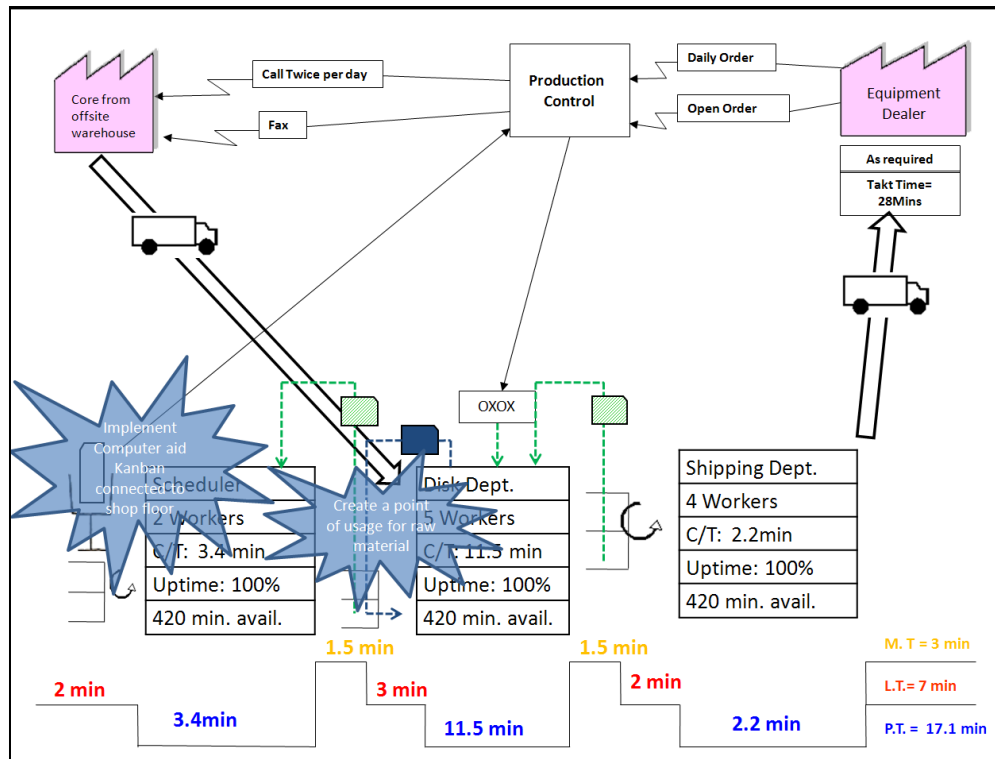 Call Twice per day
Fax
Core from
offsite
warehouse
Production
Control
Daily Order
Open Order
Equipment
Dealer
As required
Takt Time=
28Mins
Implement
Computer aid
Kanban
connected to
shop floor
Scheduler
2 Workers
C/T: 3.4 min
Uptime: 100%
420 min. avail.
Create a point
of usage for raw
material
OXOX
Disk Dept.
5 Workers
C/T: 11.5 min
Uptime: 100%
420 min. avail.
Shipping Dept.
4 Workers
C/T: 2.2min
Uptime: 100%
420 min. avail.
2 min
3.4min
1.5 min
3 min
11.5 min
1.5 min
2 min
2.2 min
M. T = 3 min
L.T.= 7 min
P.T. = 17.1 min